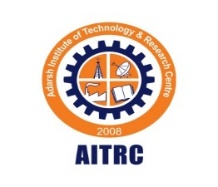 Adarsh Institute of Technology & Research Centre
2008
AITRC